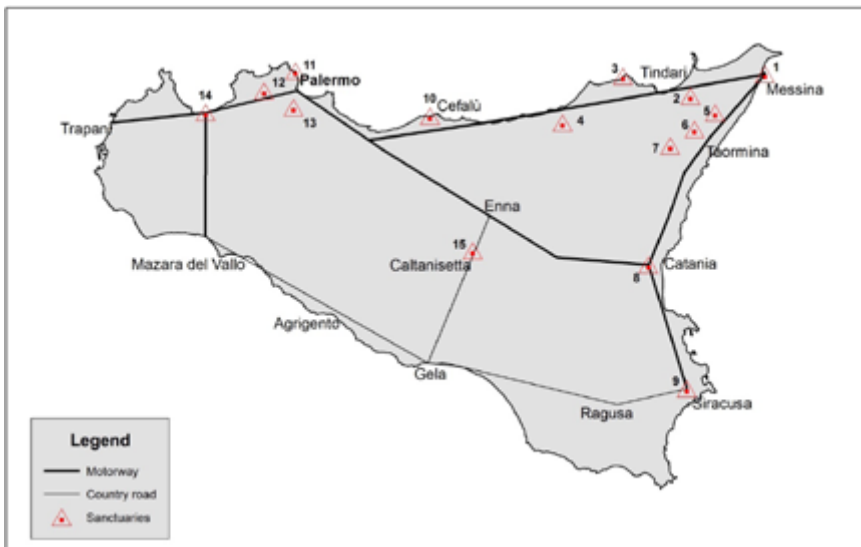 11
Palermo
3
Tindari
1
Messina
14
12
2
10
Cefalù
5
13
4
6
Trapani
7
Taormina
Enna
15
Caltanisetta
Mazara del Vallo
Catania
8
Agrigento
Gela
9
Siracusa
Ragusa
Legend
Motorway
Country road
Sanctuaries